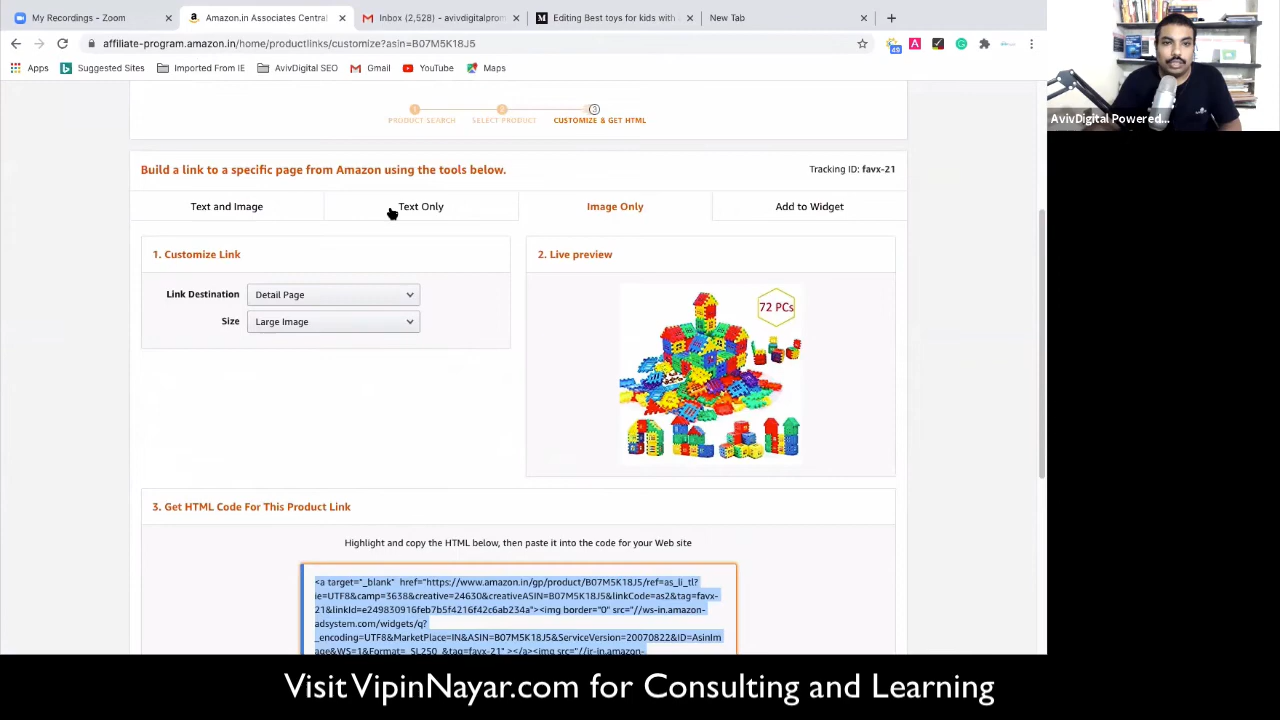 My Recordings - Zoom
Amazon.in Associates Central
Inbox (2,528) - avivdigitalprom
Editing Best toys for kids with
New Tab
affiliate-program.amazon.in/home/productlinks/customize?asin=B07M5K18J5
Apps
Suggested Sites
Imported From IE
AvivDigital SEO
Gmail
YouTube
Maps
AvivDigital Powered...
1
2
3
PRODUCT SEARCH
SELECT PRODUCT
CUSTOMIZE & GET HTML
Build a link to a specific page from Amazon using the tools below.
Tracking ID: favx-21
Text and Image
Text Only
Image Only
Add to Widget
1. Customize Link
Link Destination
Detail Page
Size
Large Image
2. Live preview
72 PCs
3. Get HTML Code For This Product Link
Highlight and copy the HTML below, then paste it into the code for your Web site
<a target="_blank" href="https://www.amazon.in/gp/product/B07M5K18J5/ref=as_li_tl?
ie=UTF8&camp=3638&creative=24630&creativeASIN=B07M5K18J5&linkCode=as2&tag=favx-
21&linkId=e249830916feb7b5f4216f42c6ab234a"><img border="0" src="//ws-in.amazon-
adsystem.com/widgets/q?
_encoding=UTF8&MarketPlace=IN&ASIN=B07M5K18J5&ServiceVersion=20070822&ID=AsinIm
age&WS=1&Format=_SL250_&tag=favx-21" ></a><img src="//ir-in.amazon-
Visit VipinNayar.com for Consulting and Learning